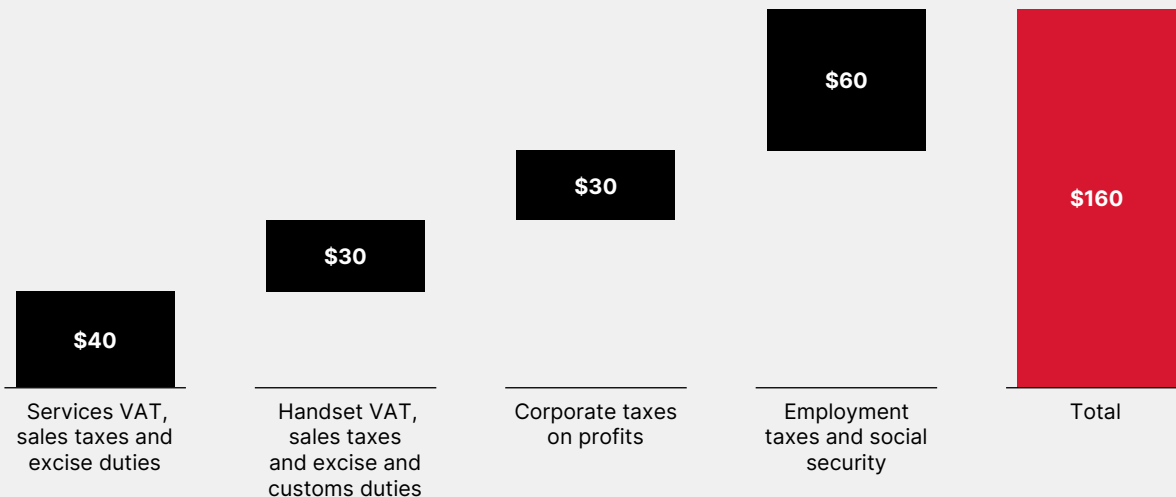 $60
$160
$30
$30
$40
Services VAT,
sales taxes and
excise duties
Handset VAT,
sales taxes
and excise and
customs duties
Corporate taxes
on profits
Employment
taxes and social
security
Total